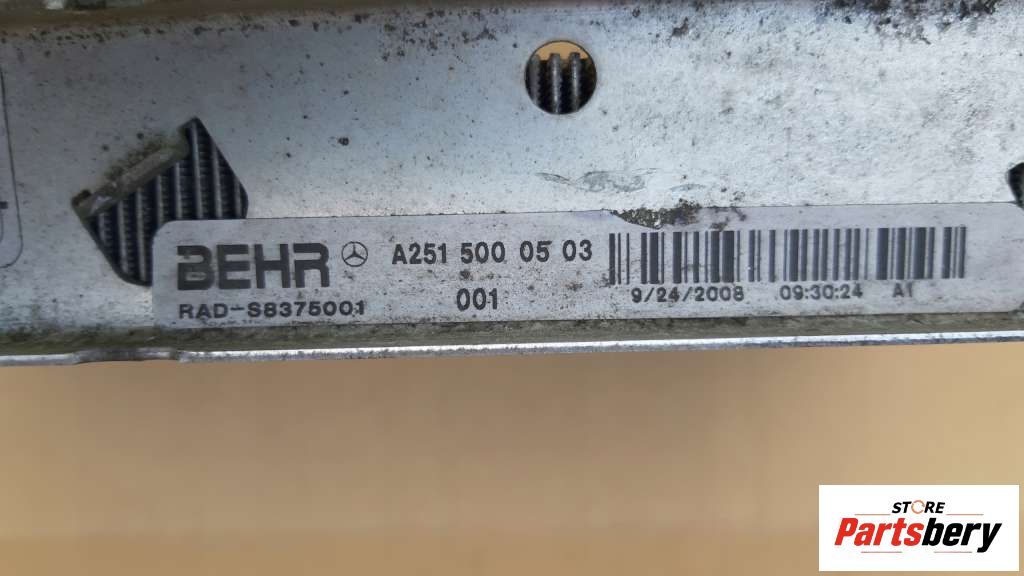 BEHR A251 500 05 03
RAD-S8375001 001 9/24/2008 09:30:24 A1
STORE
Partsbery